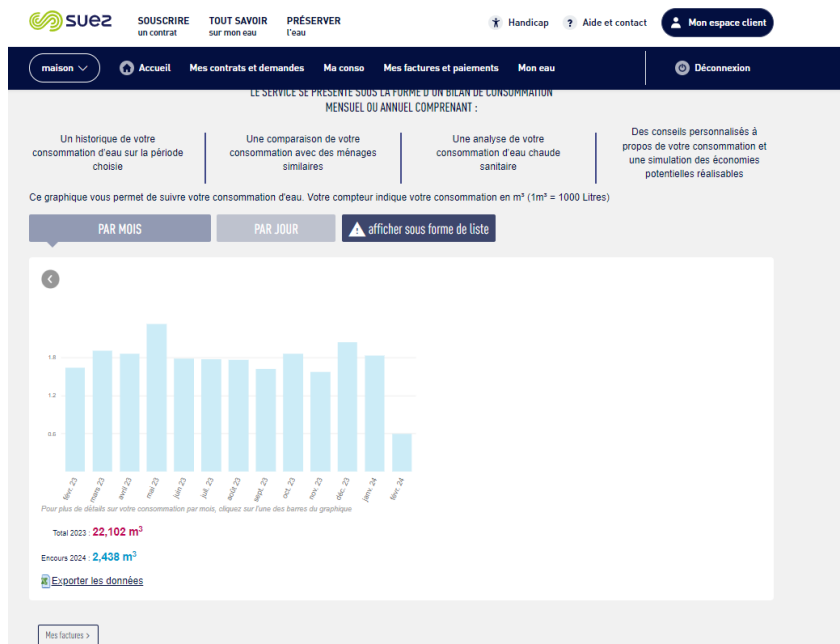 suez
SOUSCRIRE
un contrat
TOUT SAVOIR
sur mon eau
PRÉSERVER
l'eau
Handicap
? Aide et contact
Mon espace client
maison
Accueil
Mes contrats et demandes
Ma conso
Mes factures et paiements
Mon eau
Déconnexion
LE SERVICE SE PRÉSENTE SOUS LA FORME D'UN BILAN DE CONSOMMATION
MENSUEL OU ANNUEL COMPRENANT :
Un historique de votre
consommation d'eau sur la période
choisie
Une comparaison de votre
consommation avec des ménages
similaires
Une analyse de votre
consommation d'eau chaude
sanitaire
Des conseils personnalisés à
propos de votre consommation et
une simulation des économies
potentielles réalisables
Ce graphique vous permet de suivre votre consommation d'eau. Votre compteur indique votre consommation en m³ (1m³ = 1000 Litres)
PAR MOIS
PAR JOUR
afficher sous forme de liste
1.8
1.2
0.6
févr. 23
mars 23
avril 23
mai 23
juin 23
juil. 23
août 23
sept. 23
oct. 23
nov. 23
déc. 23
janv. 24
févr. 24
Pour plus de détails sur votre consommation par mois, cliquez sur l'une des barres du graphique
Total 2023 : 22,102 m³
Encours 2024 : 2,438 m³
Exporter les données
Mes factures >